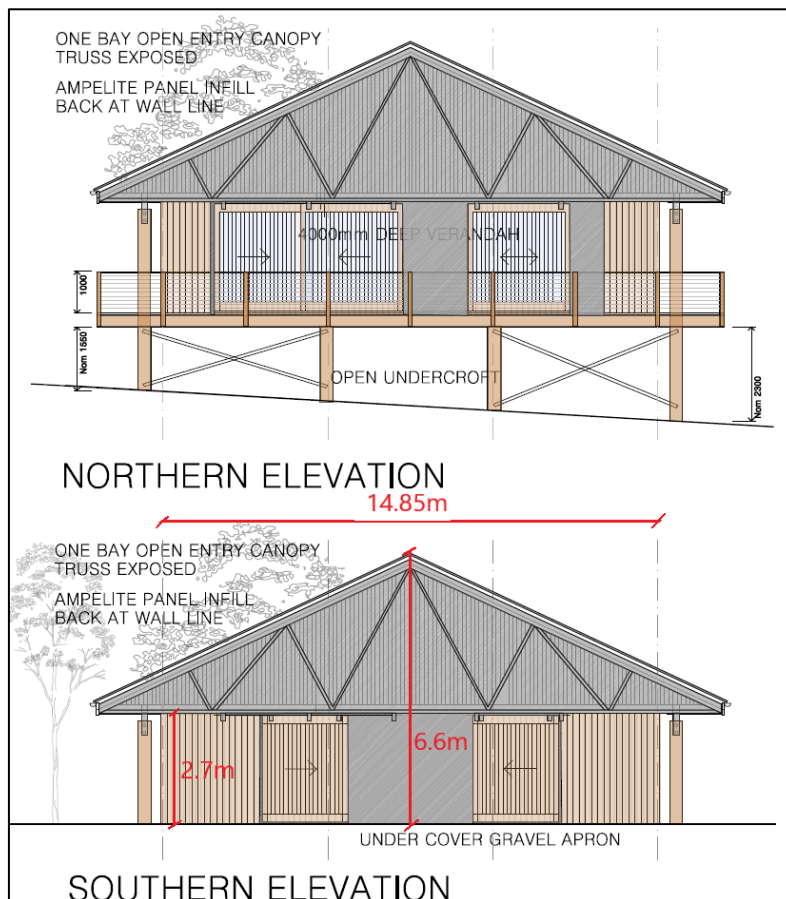 ONE BAY OPEN ENTRY CANOPY
TRUSS EXPOSED
AMPELITE PANEL INFILL
BACK AT WALL LINE
4000mm DEEP VERANDAH
1000
Nom 1550
OPEN UNDERCROFT
Nom 2300
NORTHERN ELEVATION
14.85m
ONE BAY OPEN ENTRY CANOPY
TRUSS EXPOSED
AMPELITE PANEL INFILL
BACK AT WALL LINE
6.6m
2.7m
UNDER COVER GRAVEL APRON
SOUTHERN ELEVATION